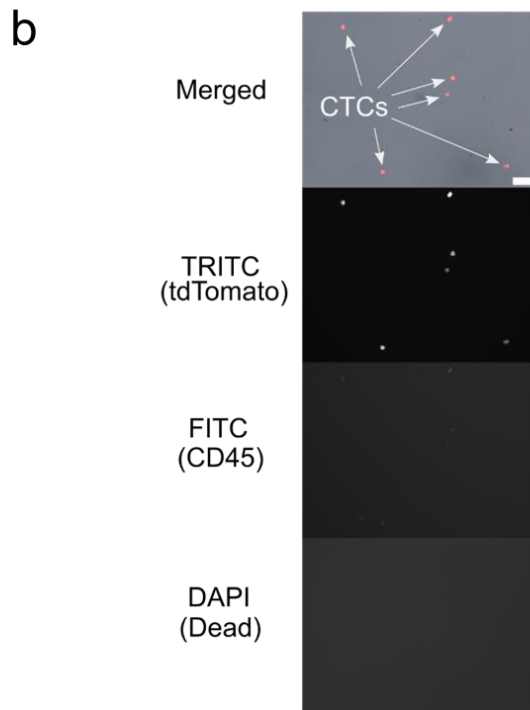 b
Merged
CTCs
TRITC
(tdTomato)
FITC
(CD45)
DAPI
(Dead)